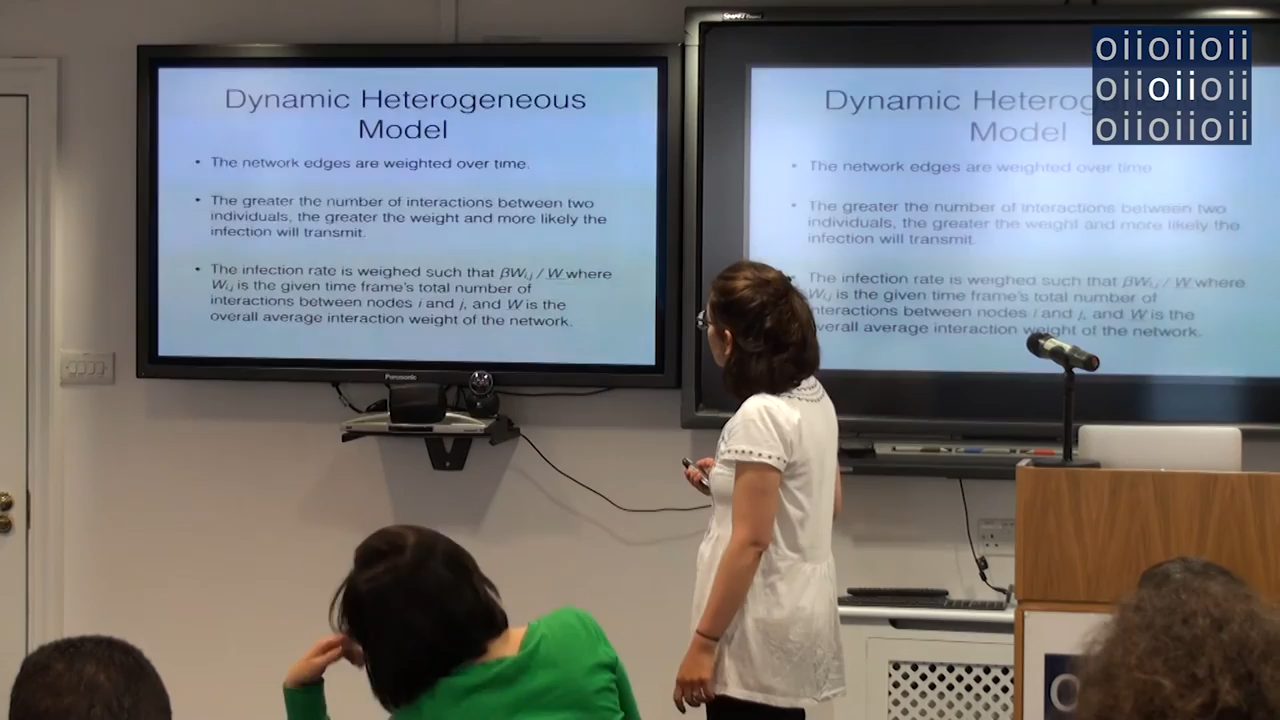 Dynamic Heterogeneous
Model
• The network edges are weighted over time.
• The greater the number of interactions between two
individuals, the greater the weight and more likely the
infection will transmit.
• The infection rate is weighed such that βWi,j / W where
Wi,j is the given time frame's total number of
interactions between nodes i and j, and W is the
overall average interaction weight of the network.
Panasonic
Dynamic Heterog
Model
• The network edges are weighted over time
• The greater the number of interactions between two
individuals, the greater the weight and more likely the
infection will transmit.
• The infection rate is weighed such that βWi,j / W where
Wi,j is the given time frame's total number of
interactions between nodes i and j, and W is the
overall average interaction weight of the network.
oiioiioii
oiioiioii
oiioiioii